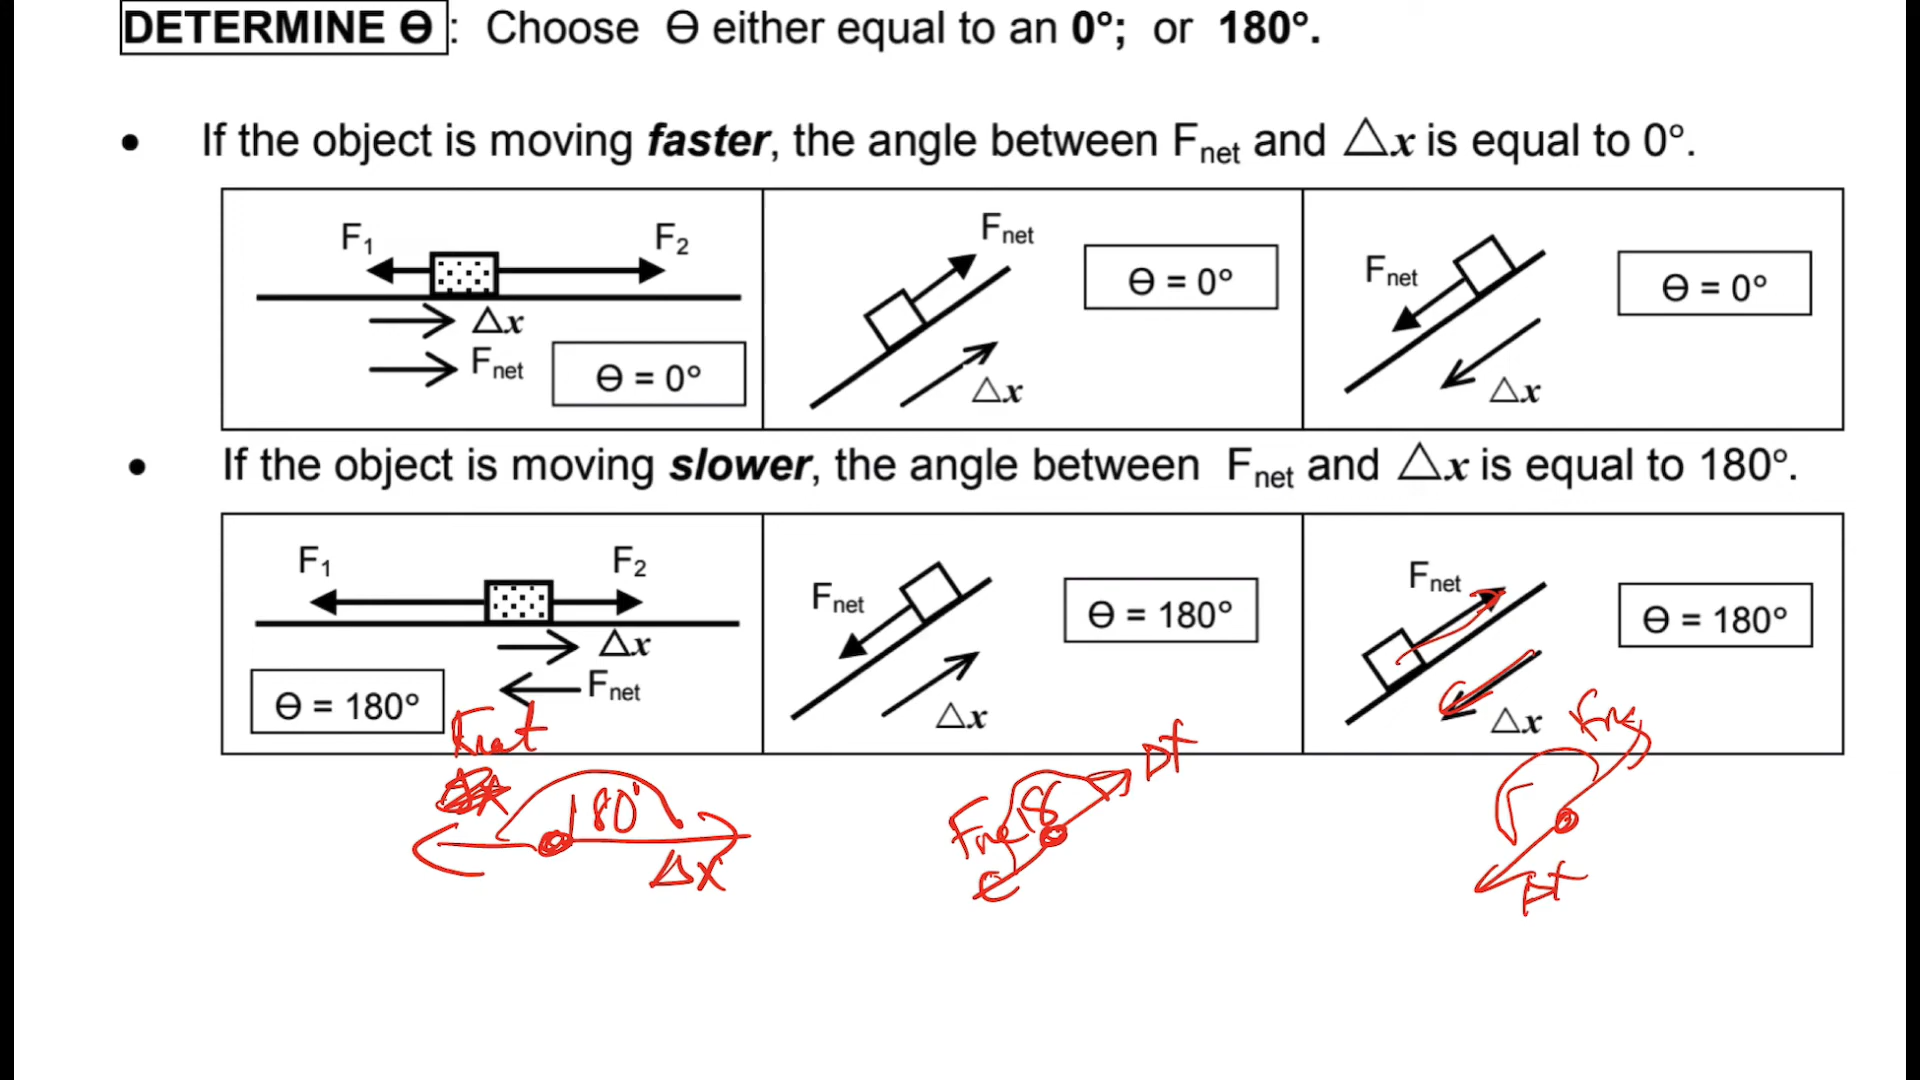 DETERMINE Ɵ : Choose Ɵ either equal to an 0°; or 180°.
• If the object is moving faster, the angle between Fnet and △x is equal to 0°.
F1 F2
△x
Fnet
Ɵ = 0°
Fnet
Ɵ = 0°
△x
Fnet
Ɵ = 0°
△x
• If the object is moving slower, the angle between Fnet and △x is equal to 180°.
F1 F2
△x
Fnet
Ɵ = 180°
Fnet
Ɵ = 180°
△x
Fnet
Ɵ = 180°
△x
Fnet
180°
△x
Fne
18
△x
△x